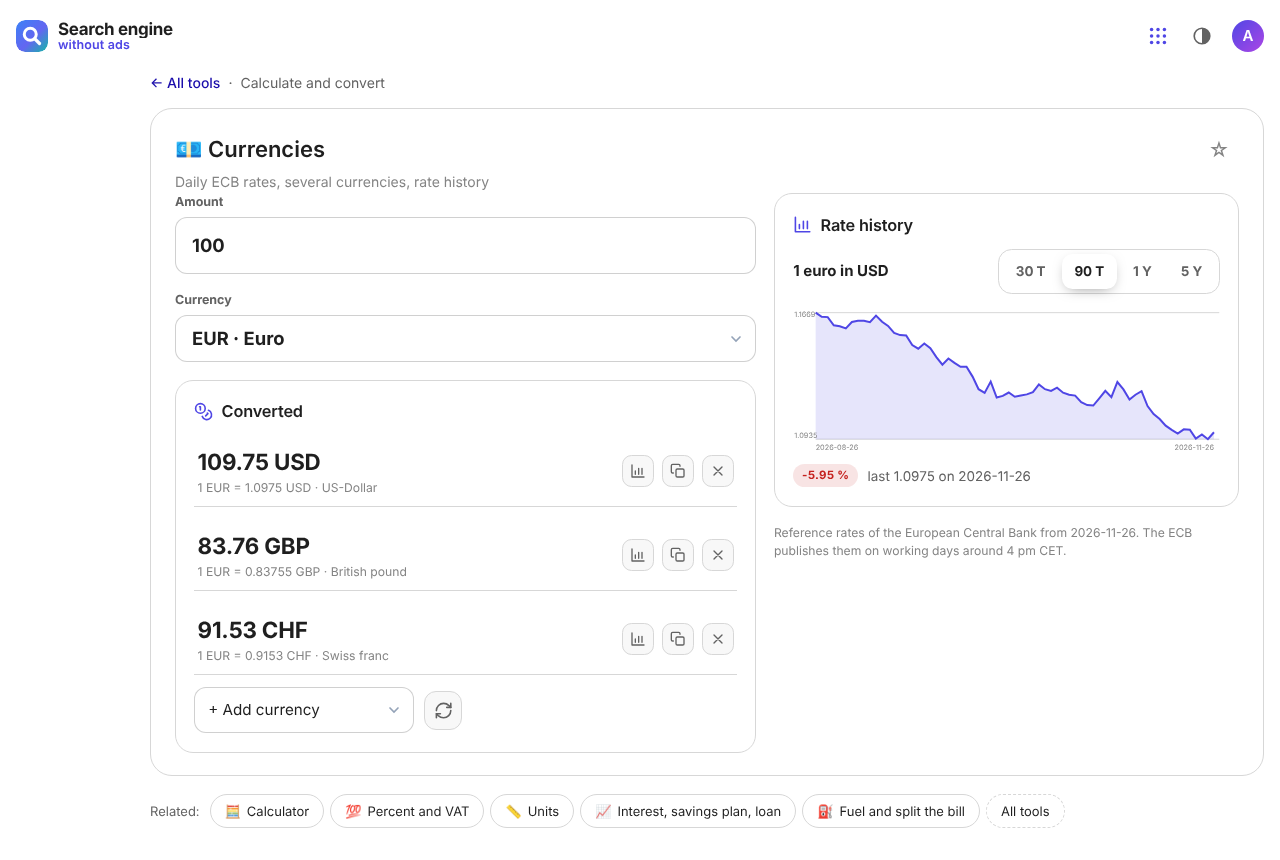 Search engine
without ads
A
← All tools · Calculate and convert
Currencies
Daily ECB rates, several currencies, rate history
Amount
100
Currency
EUR · Euro
Converted
109.75 USD
1 EUR = 1.0975 USD · US-Dollar
83.76 GBP
1 EUR = 0.83755 GBP · British pound
91.53 CHF
1 EUR = 0.9153 CHF · Swiss franc
+ Add currency
Rate history
1 euro in USD
30 T 90 T 1 Y 5 Y
1.1669
1.0935
2026-08-26 2026-11-26
-5.95 % last 1.0975 on 2026-11-26
Reference rates of the European Central Bank from 2026-11-26. The ECB
publishes them on working days around 4 pm CET.
Related: Calculator Percent and VAT Units Interest, savings plan, loan Fuel and split the bill All tools